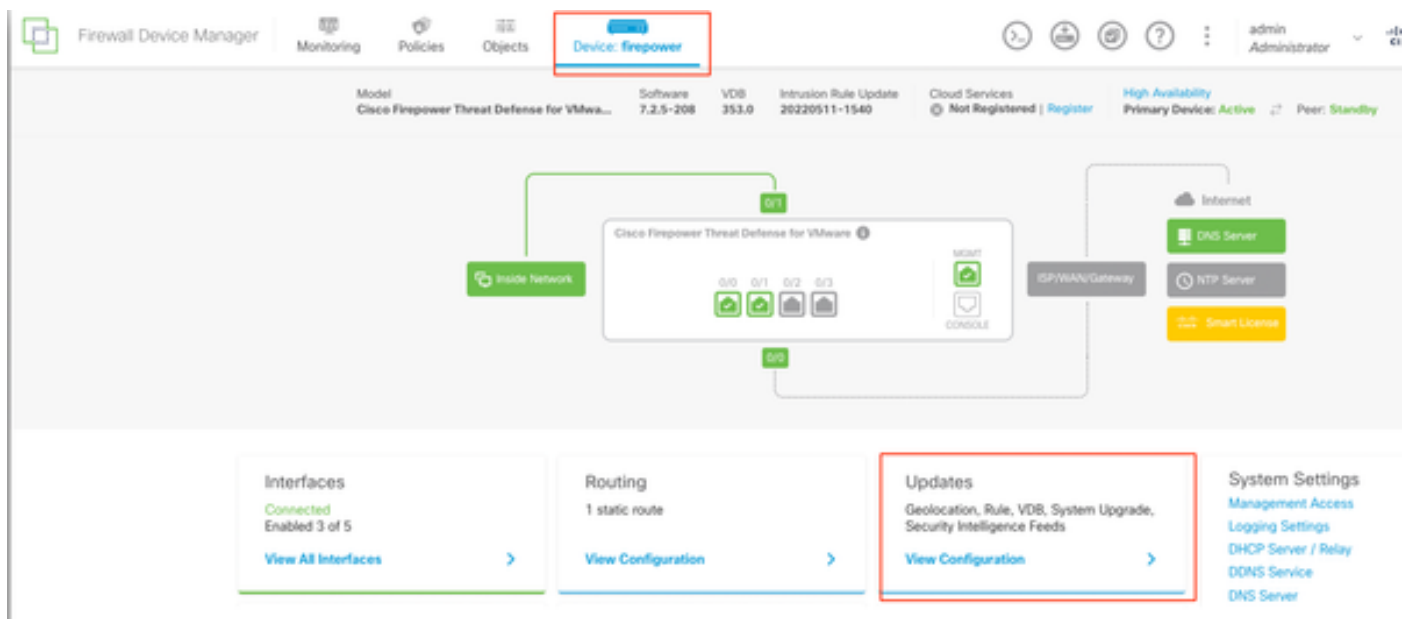 Firewall Device Manager
Monitoring
Policies
Objects
Device: firepower
admin
Administrator
Model
Cisco Firepower Threat Defense for VMwa...
Software
7.2.5-208
VDB
353.0
Intrusion Rule Update
20220511-1540
Cloud Services
Not Registered | Register
High Availability
Primary Device: Active Peer: Standby
0/1
Internet
Cisco Firepower Threat Defense for VMware
DNS Server
MGMT
Inside Network
0/0 0/1 0/2 0/3
ISP/WAN/Gateway
NTP Server
CONSOLE
Smart License
0/0
Interfaces
Connected
Enabled 3 of 5
View All Interfaces
Routing
1 static route
View Configuration
Updates
Geolocation, Rule, VDB, System Upgrade,
Security Intelligence Feeds
View Configuration
System Settings
Management Access
Logging Settings
DHCP Server / Relay
DDNS Service
DNS Server